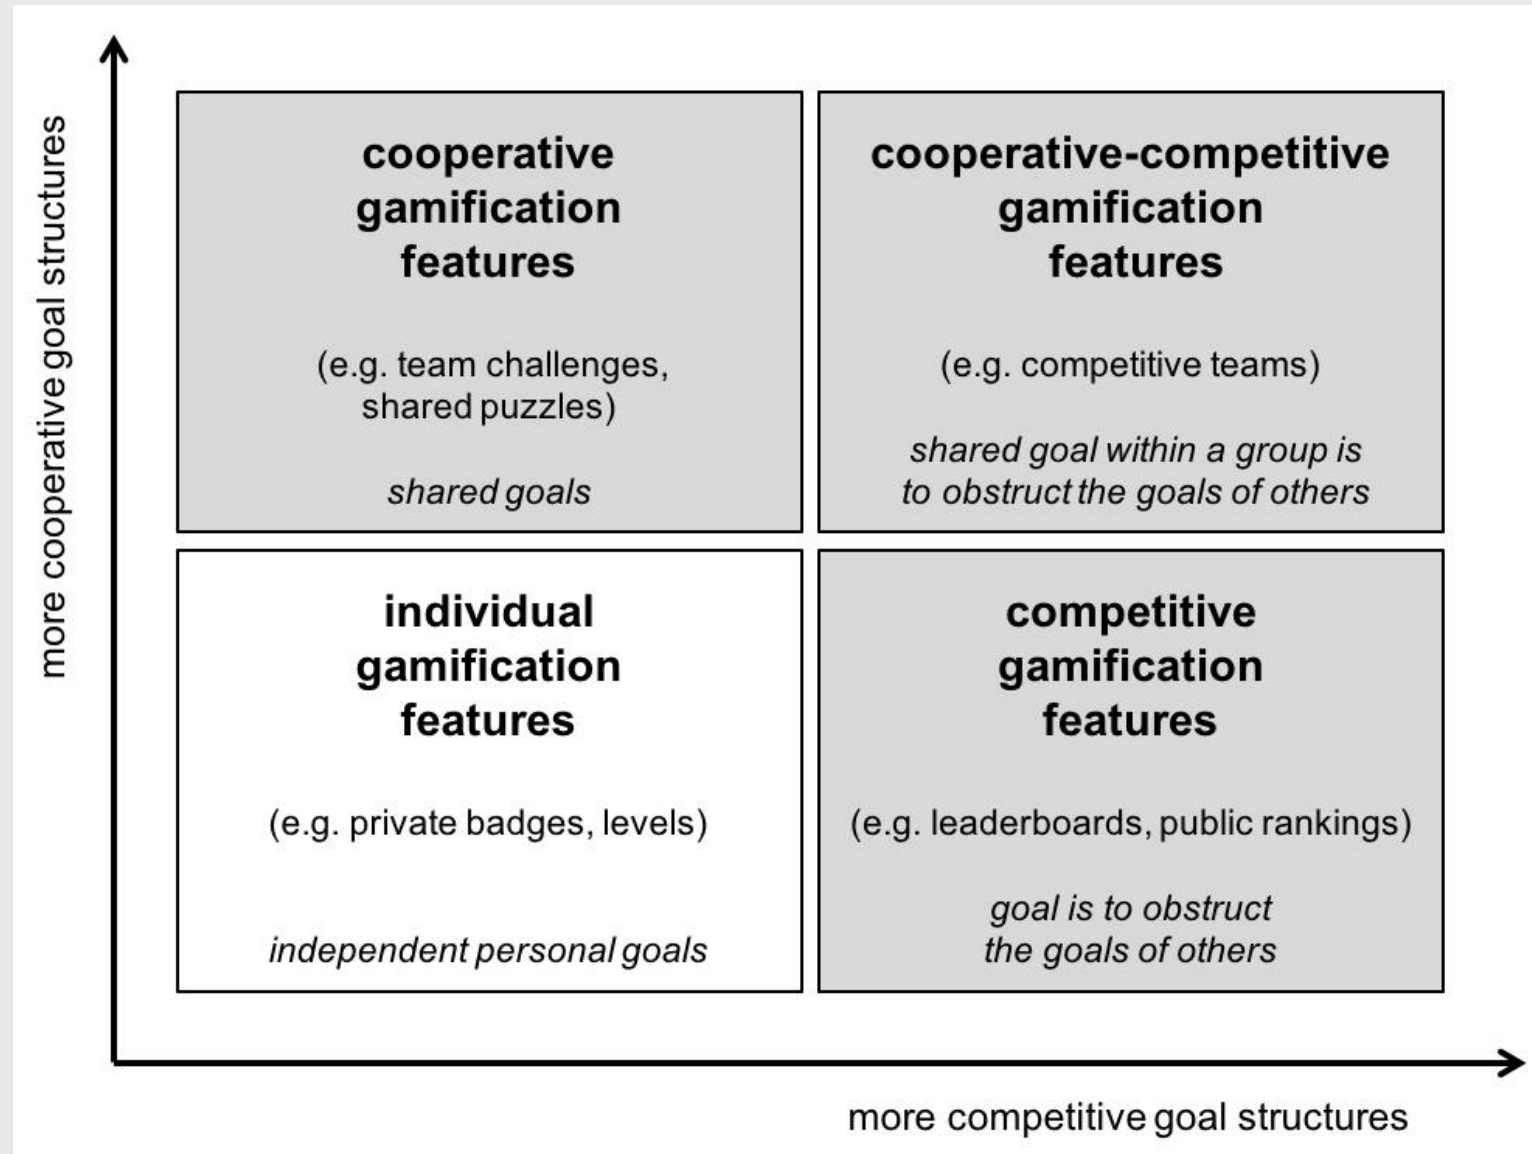 more cooperative goal structures
cooperative
gamification
features
(e.g. team challenges,
shared puzzles)
shared goals
cooperative-competitive
gamification
features
(e.g. competitive teams)
shared goal within a group is
to obstruct the goals of others
individual
gamification
features
(e.g. private badges, levels)
independent personal goals
competitive
gamification
features
(e.g. leaderboards, public rankings)
goal is to obstruct
the goals of others
more competitive goal structures